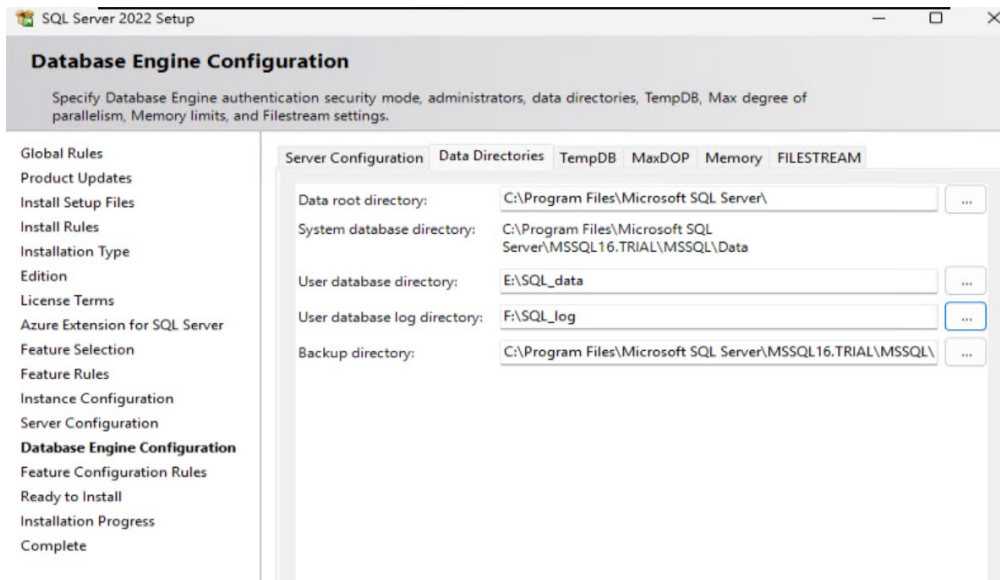 SQL Server 2022 Setup
Database Engine Configuration
Specify Database Engine authentication security mode, administrators, data directories, TempDB, Max degree of
parallelism, Memory limits, and Filestream settings.
Global Rules
Product Updates
Install Setup Files
Install Rules
Installation Type
Edition
License Terms
Azure Extension for SQL Server
Feature Selection
Feature Rules
Instance Configuration
Server Configuration
Database Engine Configuration
Feature Configuration Rules
Ready to Install
Installation Progress
Complete
Server Configuration Data Directories TempDB MaxDOP Memory FILESTREAM
Data root directory: C:\Program Files\Microsoft SQL Server\ ...
System database directory: C:\Program Files\Microsoft SQL
Server\MSSQL16.TRIAL\MSSQL\Data
User database directory: E:\SQL_data ...
User database log directory: F:\SQL_log ...
Backup directory: C:\Program Files\Microsoft SQL Server\MSSQL16.TRIAL\MSSQL\ ...